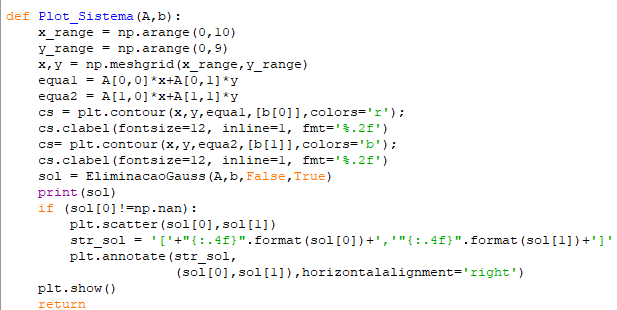 def Plot_Sistema(A,b):
    x_range = np.arange(0,10)
    y_range = np.arange(0,9)
    x,y = np.meshgrid(x_range,y_range)
    equa1 = A[0,0]*x+A[0,1]*y
    equa2 = A[1,0]*x+A[1,1]*y
    cs = plt.contour(x,y,equa1,[b[0]],colors='r');
    cs.clabel(fontsize=12, inline=1, fmt='%.2f')
    cs= plt.contour(x,y,equa2,[b[1]],colors='b');
    cs.clabel(fontsize=12, inline=1, fmt='%.2f')
    sol = EliminacaoGauss(A,b,False,True)
    print(sol)
    if (sol[0]!=np.nan):
        plt.scatter(sol[0],sol[1])
        str_sol = '['+"{:.4f}".format(sol[0])+','"{:.4f}".format(sol[1])+']'
        plt.annotate(str_sol,
                     (sol[0],sol[1]),horizontalalignment='right')
    plt.show()
    return